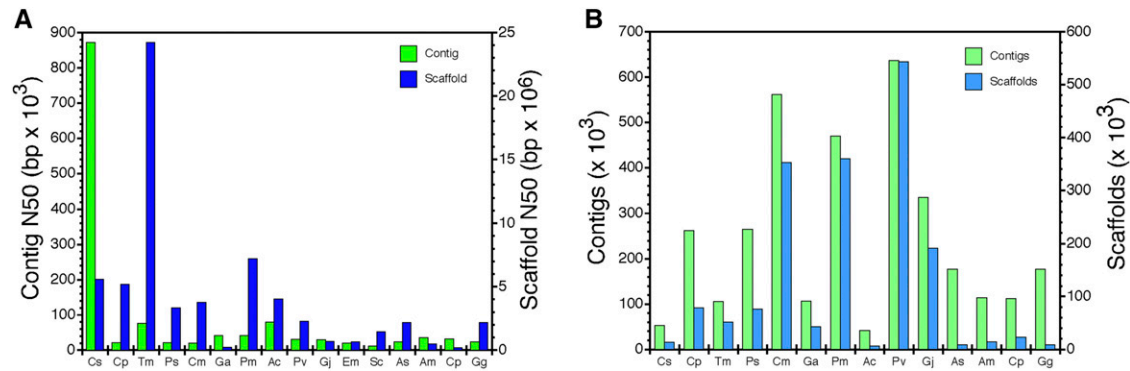 A
Contig N50 (bp x 10³)
900
800
700
600
500
400
300
200
100
0
Contig
Scaffold
25
20
15
10
5
0
Scaffold N50 (bp x 10⁶)
Cs Cp Tm Ps Cm Ga Pm Ac Pv Gj Em Sc As Am Cp Gg
B
Contigs (x 10³)
700
600
500
400
300
200
100
0
Contigs
Scaffolds
600
500
400
300
200
100
0
Scaffolds (x 10³)
Cs Cp Tm Ps Cm Ga Pm Ac Pv Gj As Am Cp Gg